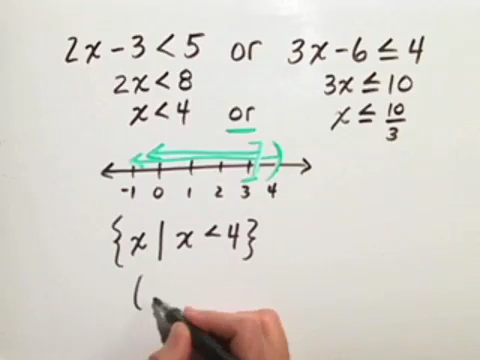 2x - 3 < 5 or 3x - 6 ≤ 4
2x < 8 3x ≤ 10
x < 4 or x ≤ 10/3
] )
-1 0 1 2 3 4
{x | x < 4}
(